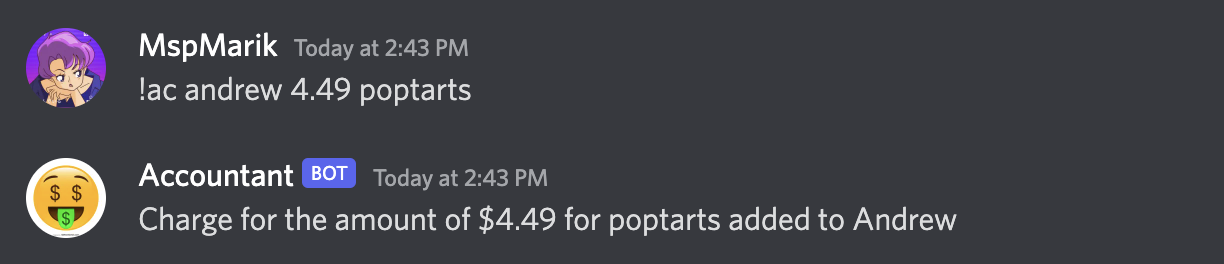 MspMarik Today at 2:43 PM
!ac andrew 4.49 poptarts
Accountant BOT Today at 2:43 PM
Charge for the amount of $4.49 for poptarts added to Andrew